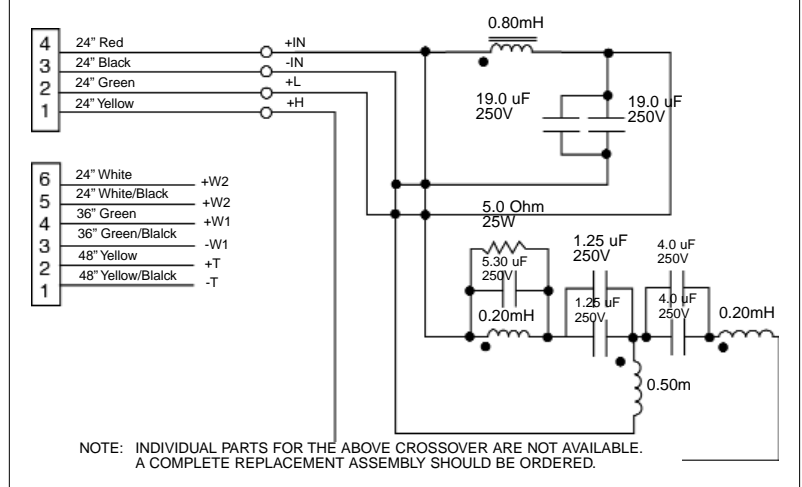 0.80mH
4 24" Red +IN
3 24" Black -IN
2 24" Green +L
1 24" Yellow +H
19.0 uF
250V
19.0 uF
250V
6 24" White +W2
5 24" White/Black +W2
4 36" Green +W1
3 36" Green/Blalck -W1
2 48" Yellow +T
1 48" Yellow/Blalck -T
5.0 Ohm
25W
5.30 uF
250V
0.20mH
1.25 uF
250V
1.25 uF
250V
4.0 uF
250V
4.0 uF
250V
0.20mH
0.50m
NOTE: INDIVIDUAL PARTS FOR THE ABOVE CROSSOVER ARE NOT AVAILABLE.
A COMPLETE REPLACEMENT ASSEMBLY SHOULD BE ORDERED.